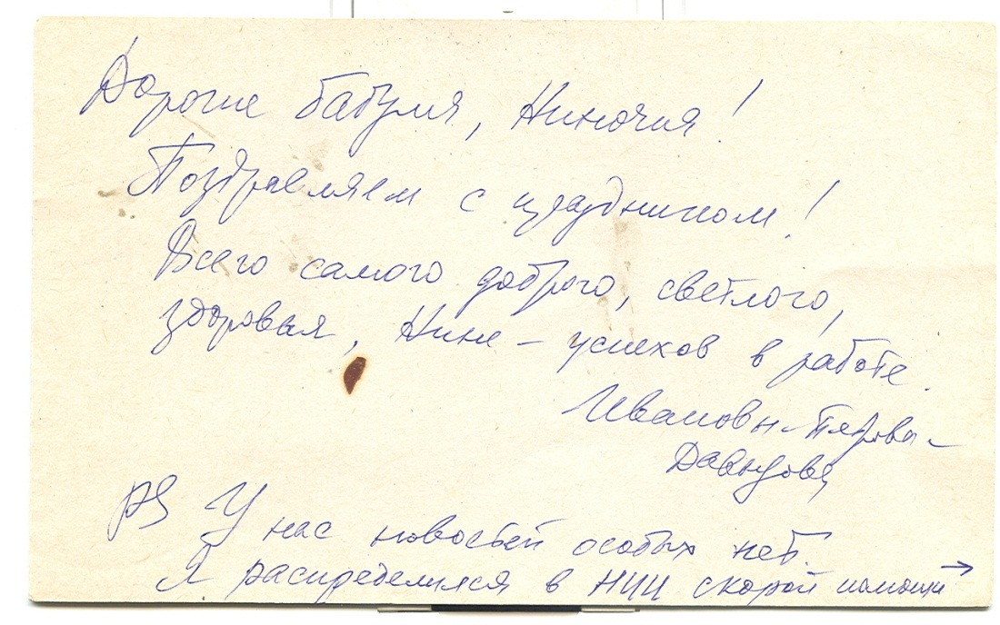 Дорогие бабуля, Ниночка!
Поздравляем с праздником!
Всего самого доброго, светлого,
здоровья, Нине – успехов в работе.
Ивановы-
Давыдовы
PS У нас новостей особых нет.
Я распределился в НИИ скорой помощи →